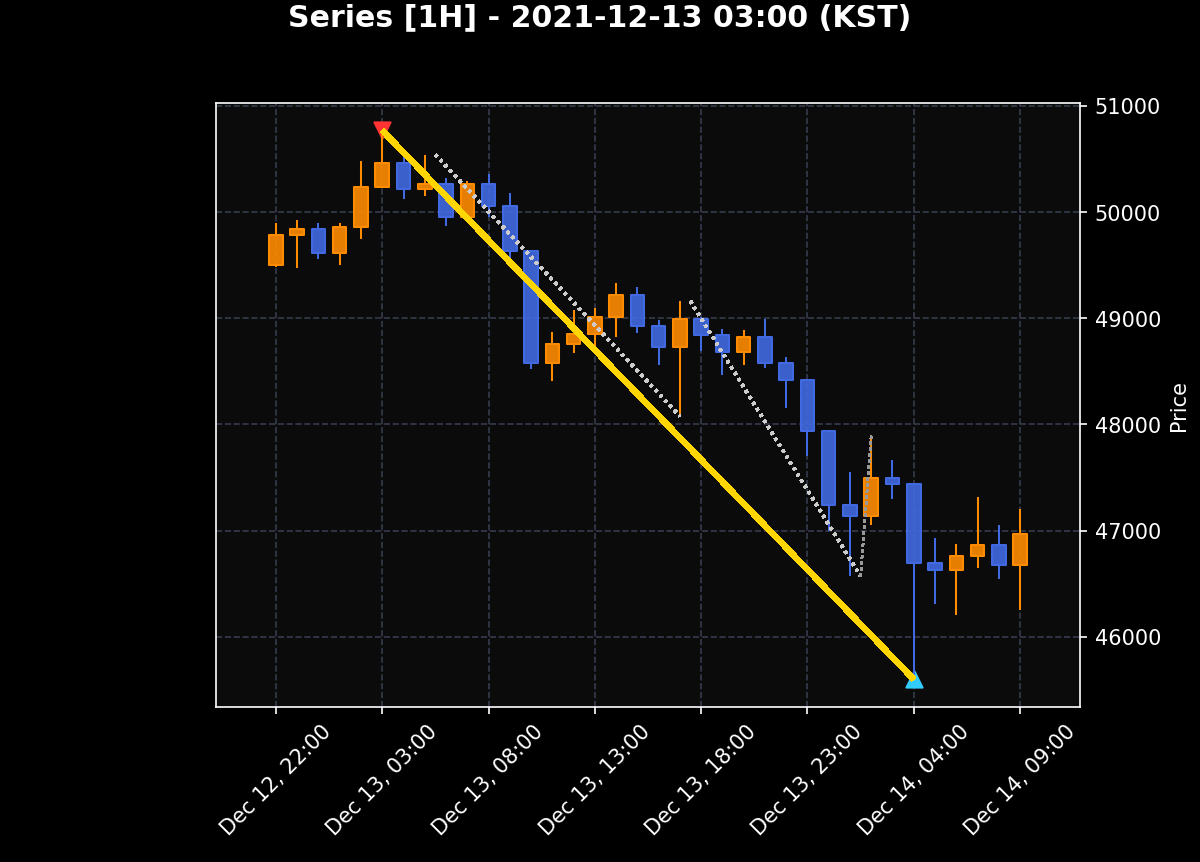 Series [1H] - 2021-12-13 03:00 (KST)
51000
50000
49000
48000
47000
46000
Price
Dec 12, 22:00
Dec 13, 03:00
Dec 13, 08:00
Dec 13, 13:00
Dec 13, 18:00
Dec 13, 23:00
Dec 14, 04:00
Dec 14, 09:00